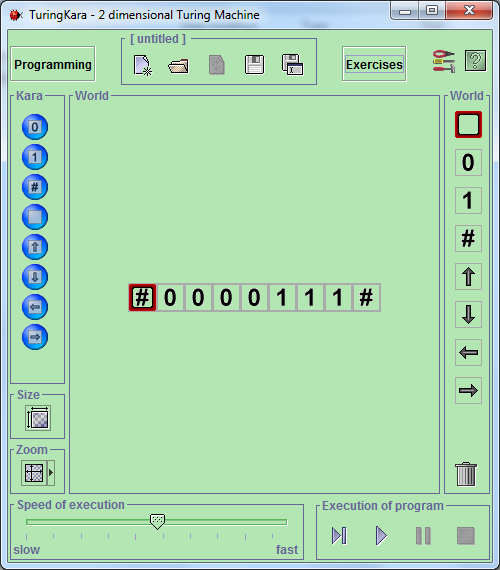 TuringKara - 2 dimensional Turing Machine
[ untitled ]
Programming
Exercises
?
Kara
World
World
0
1
#
0
1
#
# 0 0 0 0 1 1 1 #
Size
Zoom
Speed of execution
slow
fast
Execution of program